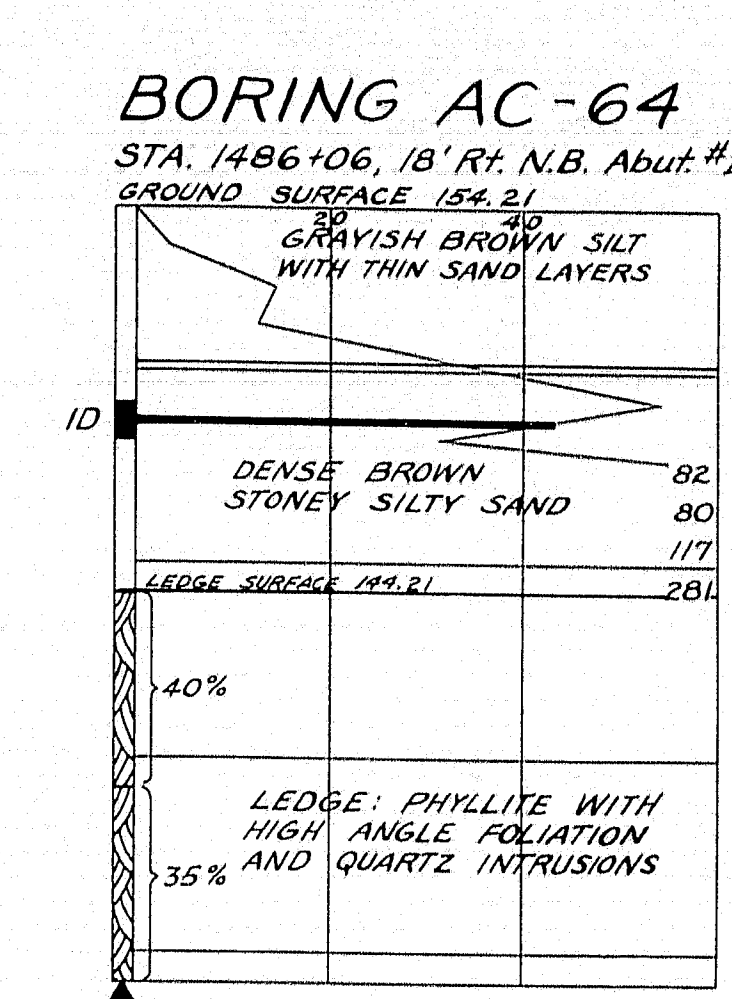 BORING AC-64
STA. 1486+06, 18' Rt. N.B. Abut. #
GROUND SURFACE 154.21
20 40
GRAYISH BROWN SILT
WITH THIN SAND LAYERS
1D
DENSE BROWN
STONEY SILTY SAND
82
80
117
LEDGE SURFACE 144.21
281
40%
LEDGE: PHYLLITE WITH
HIGH ANGLE FOLIATION
AND QUARTZ INTRUSIONS
35%